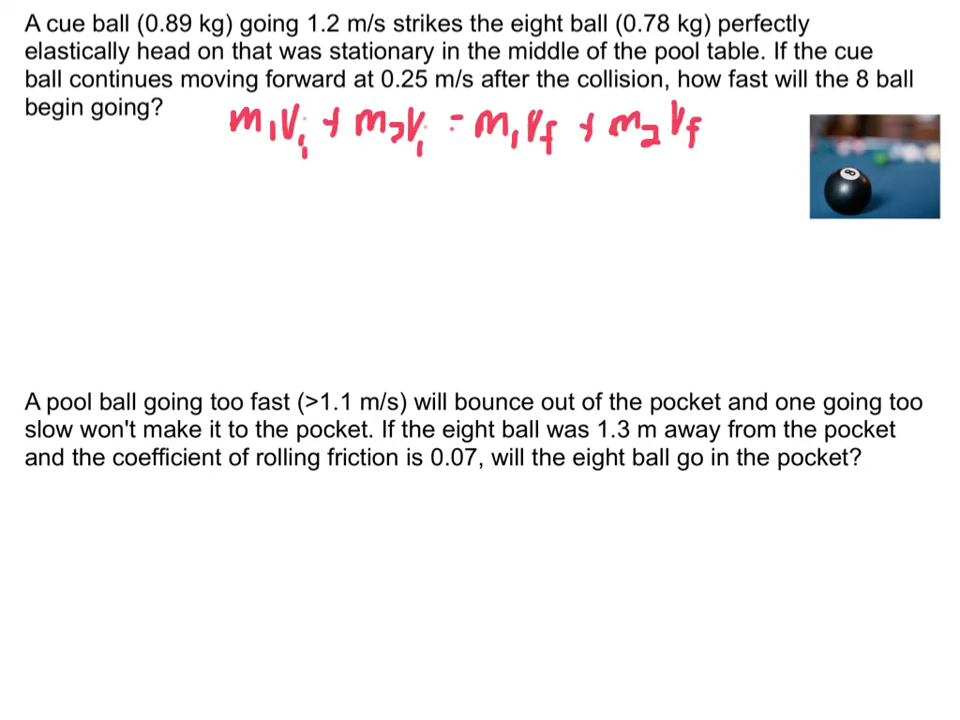 A cue ball (0.89 kg) going 1.2 m/s strikes the eight ball (0.78 kg) perfectly
elastically head on that was stationary in the middle of the pool table. If the cue
ball continues moving forward at 0.25 m/s after the collision, how fast will the 8 ball
begin going?
m₁Vᵢ + m₂Vᵢ = m₁Vf + m₂Vf
8
A pool ball going too fast (>1.1 m/s) will bounce out of the pocket and one going too
slow won't make it to the pocket. If the eight ball was 1.3 m away from the pocket
and the coefficient of rolling friction is 0.07, will the eight ball go in the pocket?